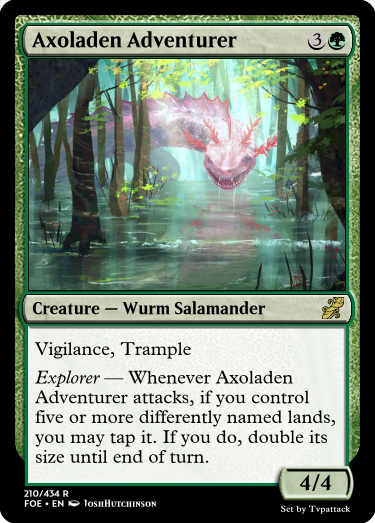 Axoladen Adventurer 3
Creature — Wurm Salamander
Vigilance, Trample
Explorer — Whenever Axoladen
Adventurer attacks, if you control
five or more differently named lands,
you may tap it. If you do, double its
size until end of turn.
4/4
210/434 R
FOE • EN JoshHutchinson
Set by Tvpattack